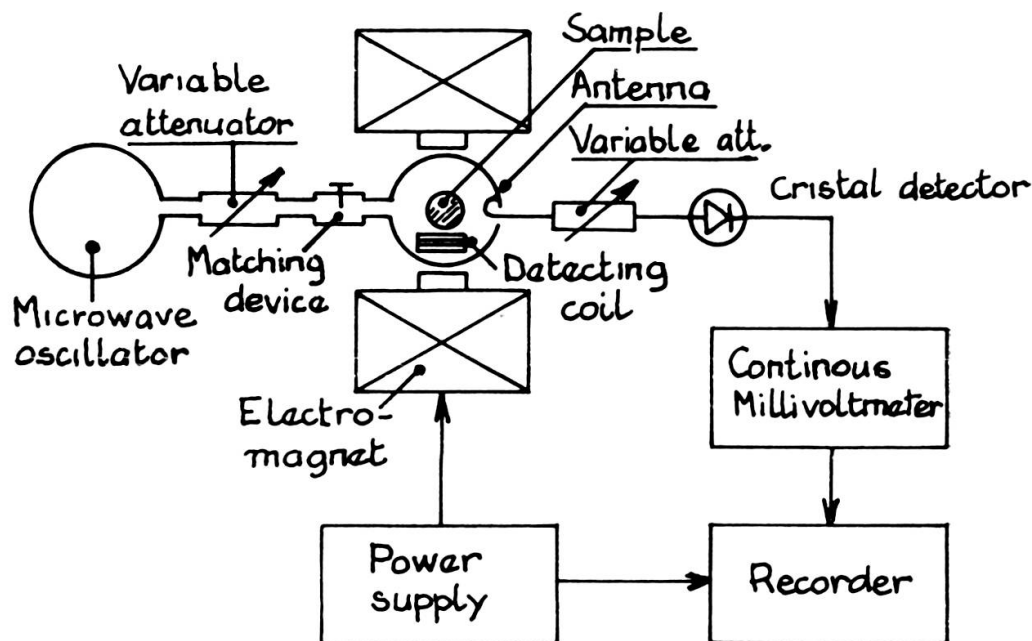 Sample
Variable
attenuator
Antenna
Variable att.
Cristal detector
Matching
device
Detecting
coil
Microwave
oscillator
Continous
Millivoltmeter
Electro-
magnet
Power
supply
Recorder